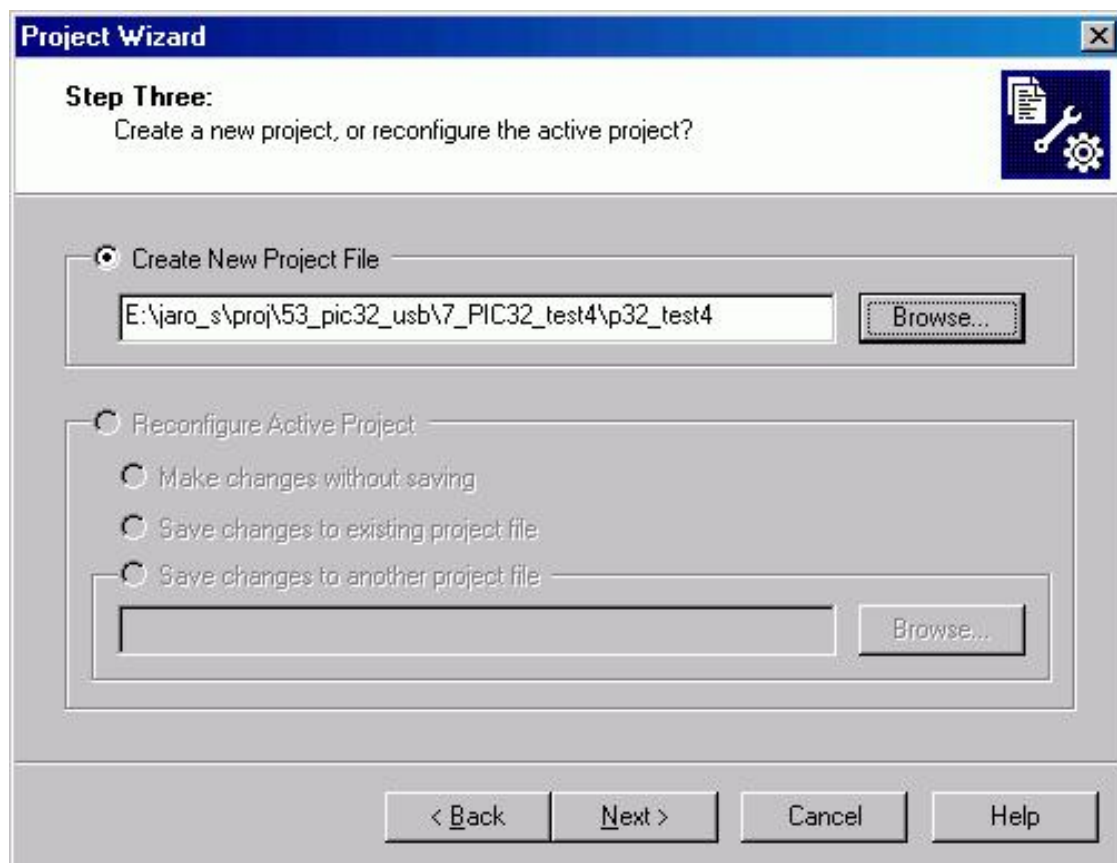 Project Wizard
Step Three:
Create a new project, or reconfigure the active project?
Create New Project File
E:\jaro_s\proj\53_pic32_usb\7_PIC32_test4\p32_test4
Browse...
Reconfigure Active Project
Make changes without saving
Save changes to existing project file
Save changes to another project file
Browse...
< Back Next > Cancel Help